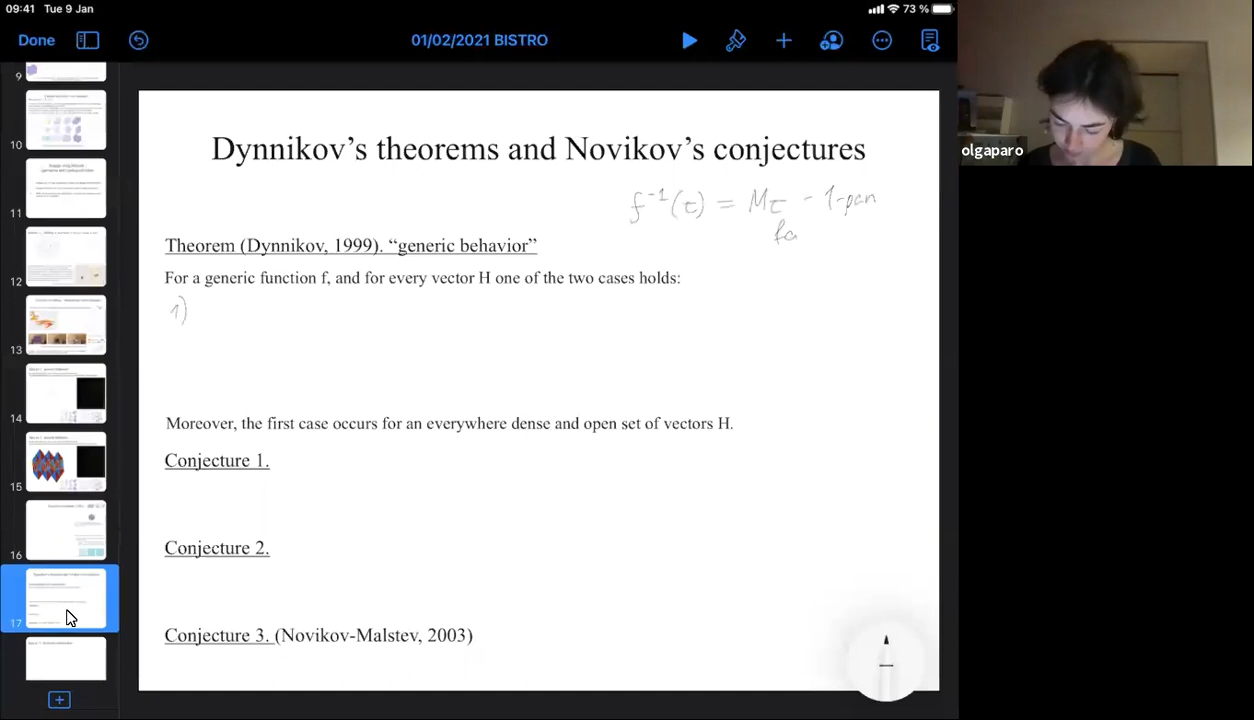 09:41 Tue 9 Jan
73 %
Done
01/02/2021 BISTRO
olgaparo
9
10
11
12
13
14
15
16
17
Dynnikov’s theorems and Novikov’s conjectures
f⁻¹(τ) = Mτ - 1-par
fa
Theorem (Dynnikov, 1999). “generic behavior”
For a generic function f, and for every vector H one of the two cases holds:
1)
Moreover, the first case occurs for an everywhere dense and open set of vectors H.
Conjecture 1.
Conjecture 2.
Conjecture 3. (Novikov-Malstev, 2003)